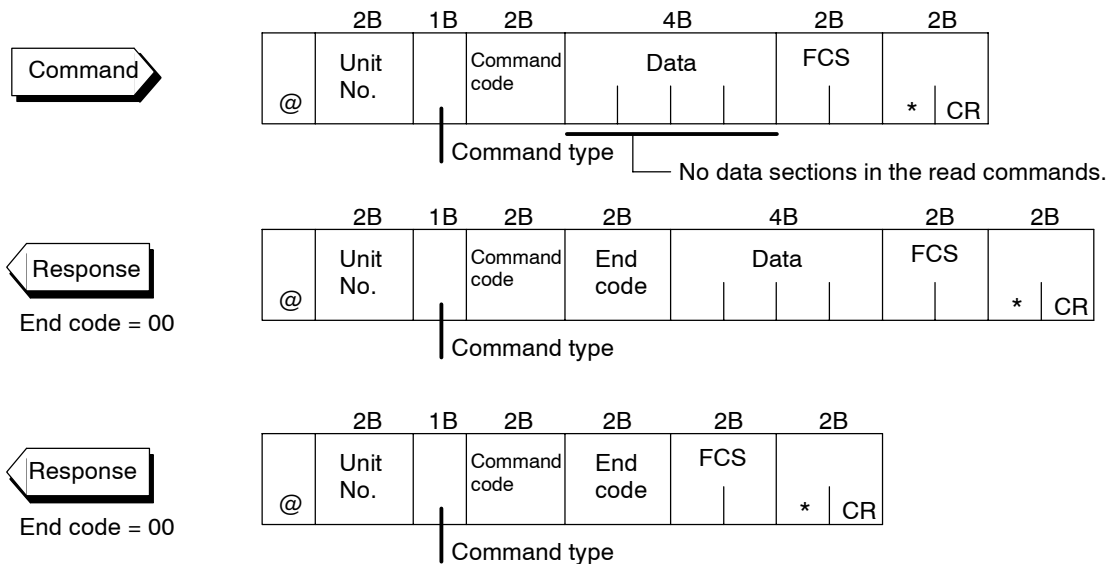 2B 1B 2B 4B 2B 2B
Command
@ Unit No. Command code Data FCS * CR
Command type
No data sections in the read commands.
2B 1B 2B 2B 4B 2B 2B
Response
@ Unit No. Command code End code Data FCS * CR
End code = 00
Command type
2B 1B 2B 2B 2B 2B
Response
@ Unit No. Command code End code FCS * CR
End code = 00
Command type